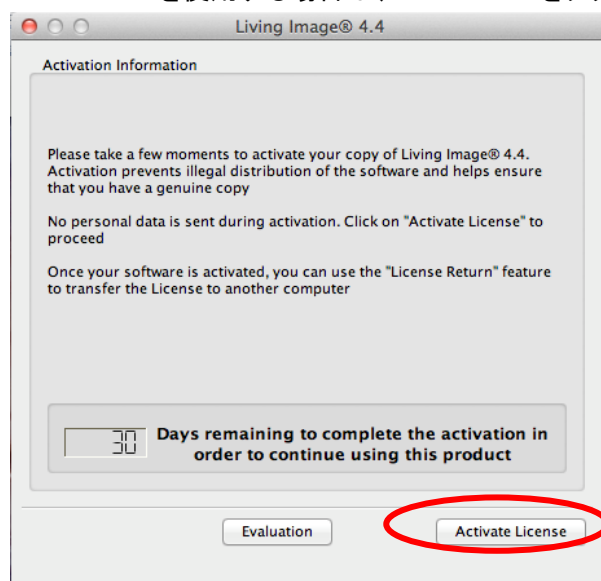 Living Image® 4.4
Activation Information
Please take a few moments to activate your copy of Living Image® 4.4.
Activation prevents illegal distribution of the software and helps ensure
that you have a genuine copy
No personal data is sent during activation. Click on "Activate License" to
proceed
Once your software is activated, you can use the "License Return" feature
to transfer the License to another computer
30
Days remaining to complete the activation in
order to continue using this product
Evaluation
Activate License